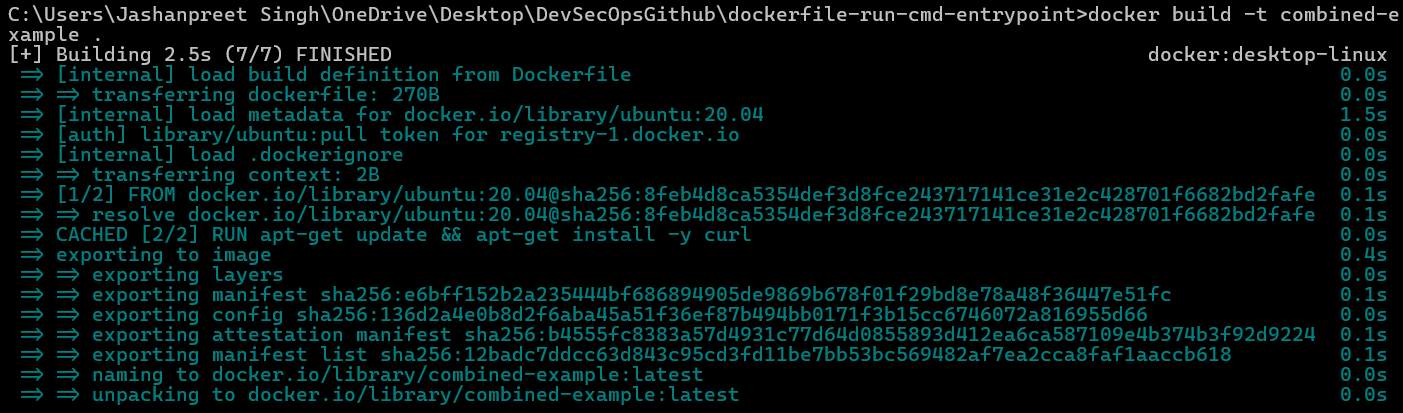 C:\Users\Jashanpreet Singh\OneDrive\Desktop\DevSecOpsGithub\dockerfile-run-cmd-entrypoint>docker build -t combined-e
xample .
[+] Building 2.5s (7/7) FINISHED docker:desktop-linux
=> [internal] load build definition from Dockerfile 0.0s
=> => transferring dockerfile: 270B 0.0s
=> [internal] load metadata for docker.io/library/ubuntu:20.04 1.5s
=> [auth] library/ubuntu:pull token for registry-1.docker.io 0.0s
=> [internal] load .dockerignore 0.0s
=> => transferring context: 2B 0.0s
=> [1/2] FROM docker.io/library/ubuntu:20.04@sha256:8feb4d8ca5354def3d8fce243717141ce31e2c428701f6682bd2fafe 0.1s
=> => resolve docker.io/library/ubuntu:20.04@sha256:8feb4d8ca5354def3d8fce243717141ce31e2c428701f6682bd2fafe 0.1s
=> CACHED [2/2] RUN apt-get update && apt-get install -y curl 0.0s
=> exporting to image 0.4s
=> => exporting layers 0.0s
=> => exporting manifest sha256:e6bff152b2a235444bf686894905de9869b678f01f29bd8e78a48f36447e51fc 0.1s
=> => exporting config sha256:136d2a4e0b8d2f6aba45a51f36ef87b494bb0171f3b15cc6746072a816955d66 0.0s
=> => exporting attestation manifest sha256:b4555fc8383a57d4931c77d64d0855893d412ea6ca587109e4b374b3f92d9224 0.1s
=> => exporting manifest list sha256:12badc7ddcc63d843c95cd3fd11be7bb53bc569482af7ea2cca8faf1aaccb618 0.1s
=> => naming to docker.io/library/combined-example:latest 0.0s
=> => unpacking to docker.io/library/combined-example:latest 0.0s